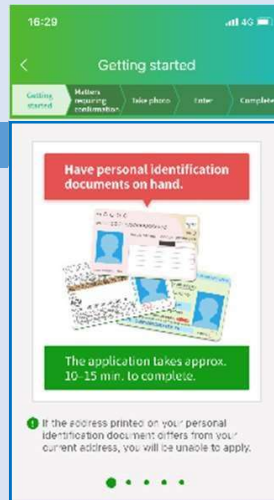 16:29
4G
Getting started
Getting
started
Matters
requiring
confirmation
Take photo
Enter
Complete
Have personal identification
documents on hand.
The application takes approx.
10–15 min. to complete.
If the address printed on your personal
identification document differs from your
current address, you will be unable to apply.